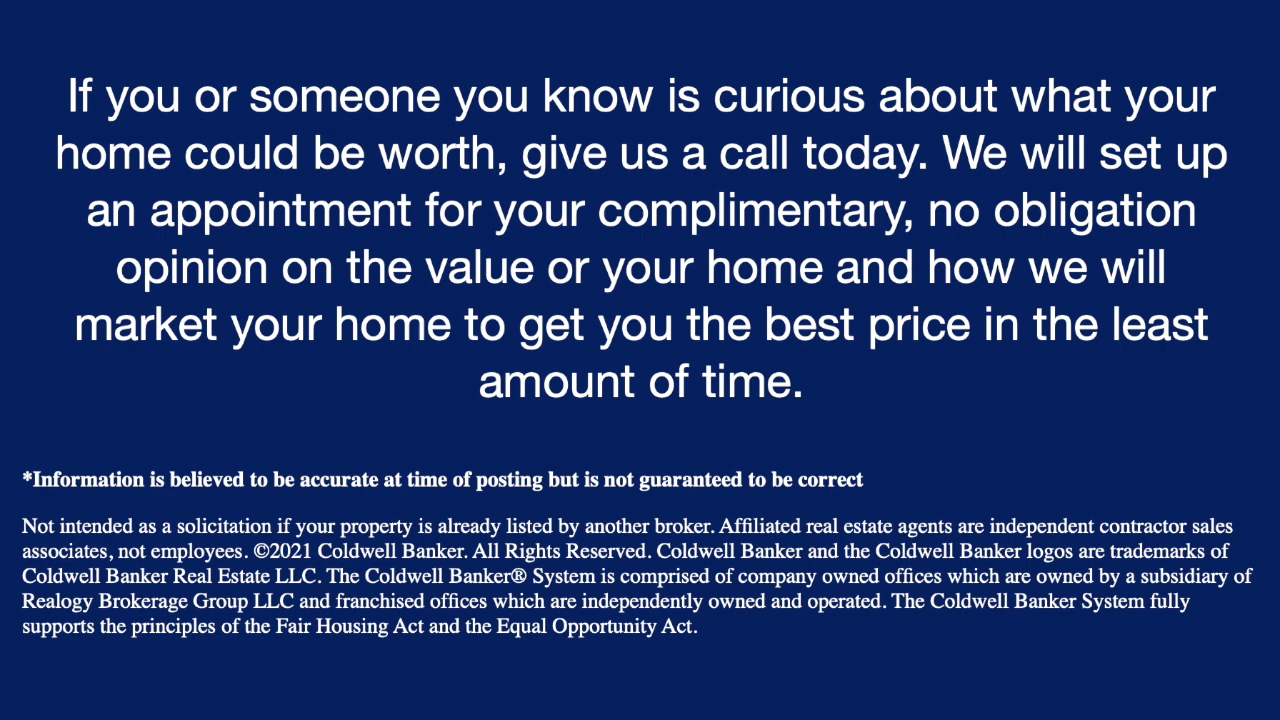 If you or someone you know is curious about what your
home could be worth, give us a call today. We will set up
an appointment for your complimentary, no obligation
opinion on the value or your home and how we will
market your home to get you the best price in the least
amount of time.
*Information is believed to be accurate at time of posting but is not guaranteed to be correct
Not intended as a solicitation if your property is already listed by another broker. Affiliated real estate agents are independent contractor sales
associates, not employees. ©2021 Coldwell Banker. All Rights Reserved. Coldwell Banker and the Coldwell Banker logos are trademarks of
Coldwell Banker Real Estate LLC. The Coldwell Banker® System is comprised of company owned offices which are owned by a subsidiary of
Realogy Brokerage Group LLC and franchised offices which are independently owned and operated. The Coldwell Banker System fully
supports the principles of the Fair Housing Act and the Equal Opportunity Act.